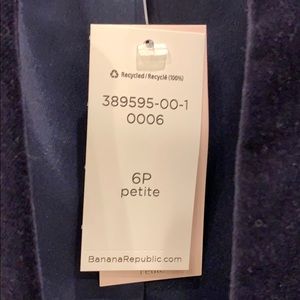 Recycled / Recyclé (100%)
389595-00-1
0006
6P
petite
BananaRepublic.com